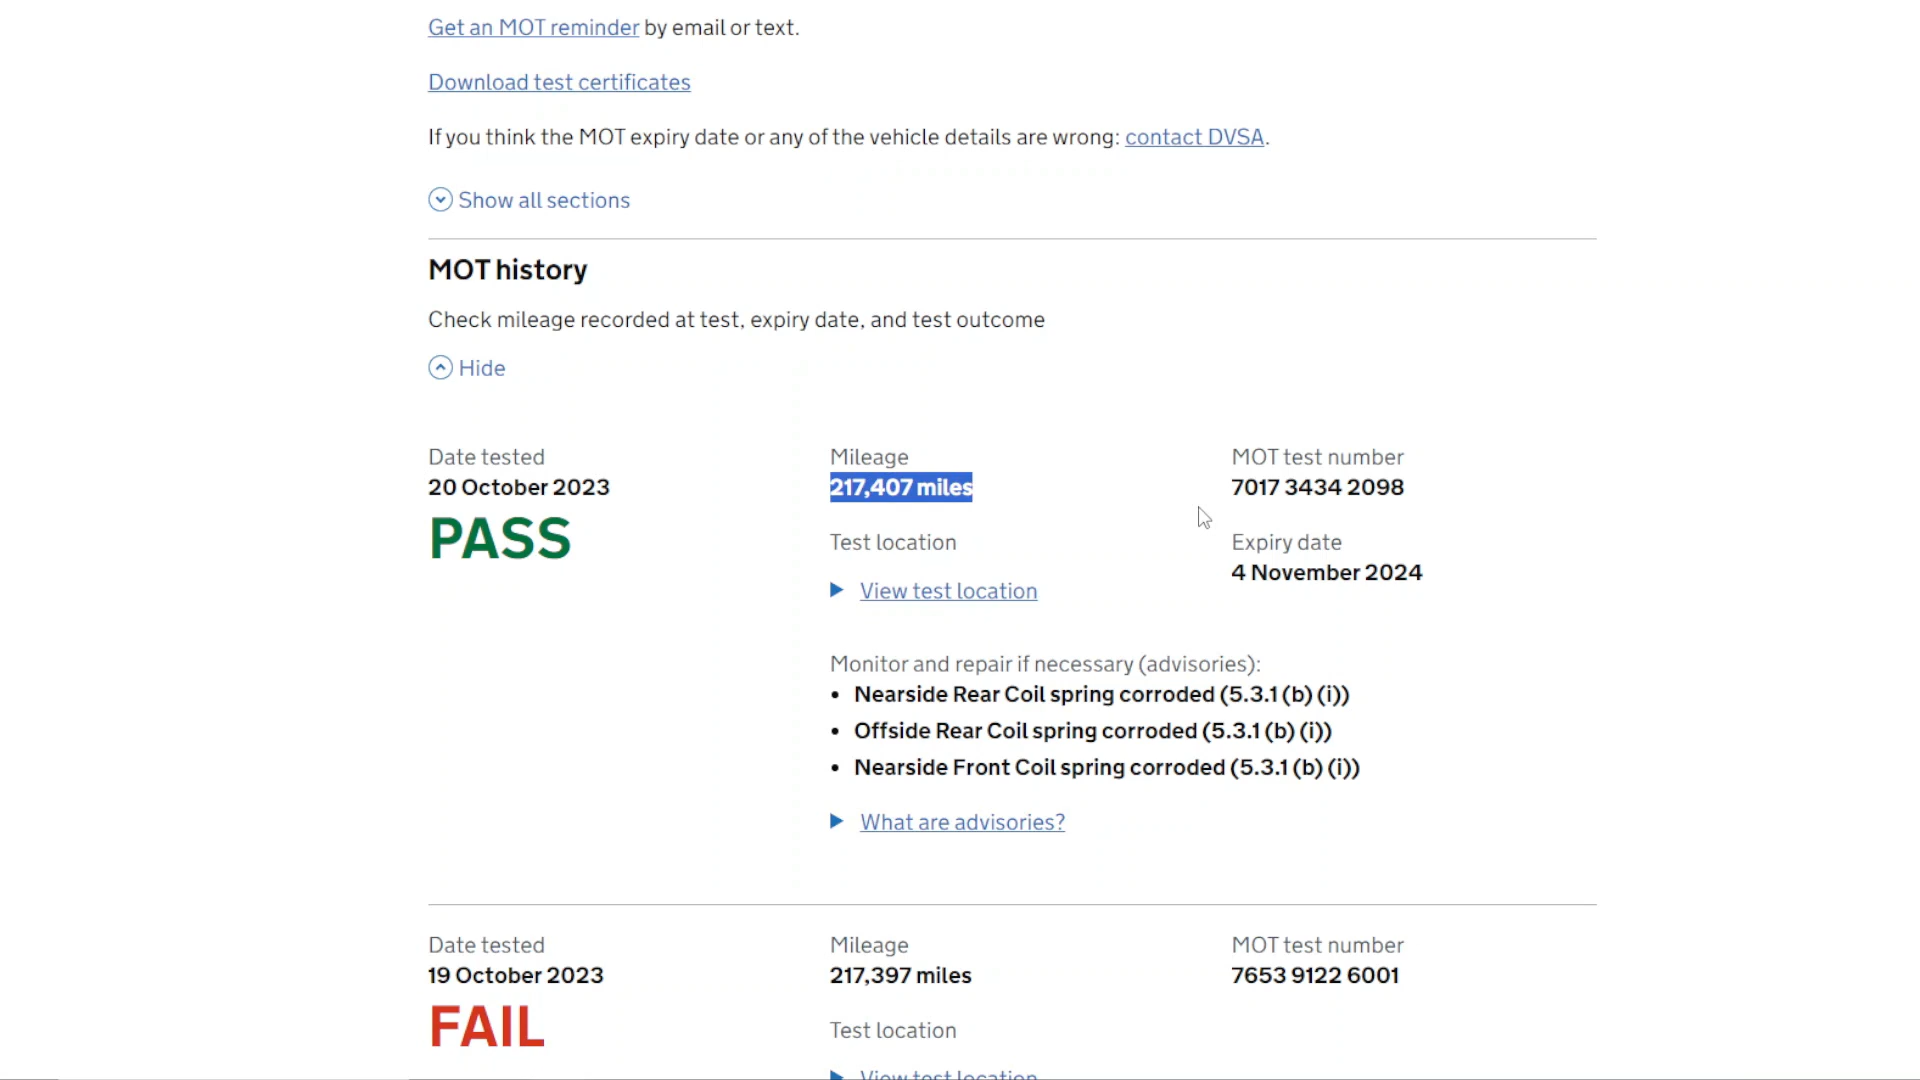 Get an MOT reminder by email or text.
Download test certificates
If you think the MOT expiry date or any of the vehicle details are wrong: contact DVSA.
Show all sections
MOT history
Check mileage recorded at test, expiry date, and test outcome
Hide
Date tested
20 October 2023
PASS
Mileage
217,407 miles
Test location
View test location
MOT test number
7017 3434 2098
Expiry date
4 November 2024
Monitor and repair if necessary (advisories):
• Nearside Rear Coil spring corroded (5.3.1 (b) (i))
• Offside Rear Coil spring corroded (5.3.1 (b) (i))
• Nearside Front Coil spring corroded (5.3.1 (b) (i))
What are advisories?
Date tested
19 October 2023
FAIL
Mileage
217,397 miles
Test location
View test location
MOT test number
7653 9122 6001